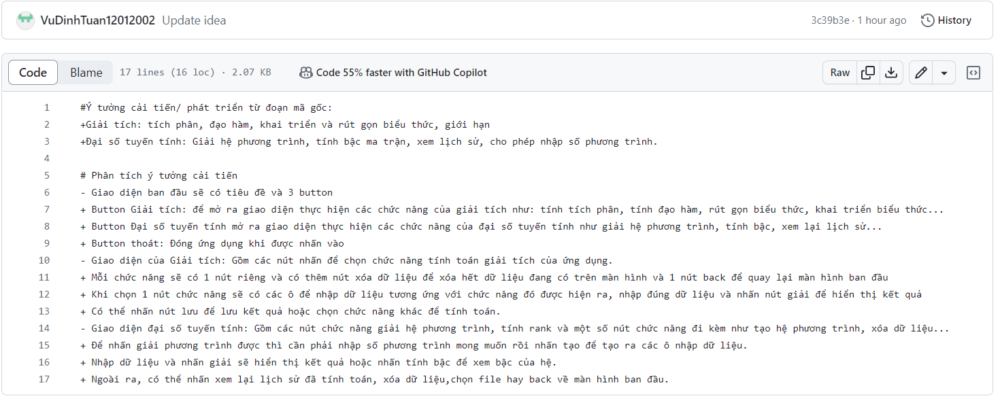 VuDinhTuan12012002 Update idea 3c39b3e · 1 hour ago History
Code Blame 17 lines (16 loc) · 2.07 KB Code 55% faster with GitHub Copilot Raw
1 #Ý tưởng cải tiến/ phát triển từ đoạn mã gốc:
2 +Giải tích: tích phân, đạo hàm, khai triển và rút gọn biểu thức, giới hạn
3 +Đại số tuyến tính: Giải hệ phương trình, tính bậc ma trận, xem lịch sử, cho phép nhập số phương trình.
4
5 # Phân tích ý tưởng cải tiến
6 - Giao diện ban đầu sẽ có tiêu đề và 3 button
7 + Button Giải tích: để mở ra giao diện thực hiện các chức năng của giải tích như: tính tích phân, tính đạo hàm, rút gọn biểu thức, khai triển biểu thức...
8 + Button Đại số tuyến tính mở ra giao diện thực hiện các chức năng của đại số tuyến tính như giải hệ phương trình, tính bậc, xem lại lịch sử...
9 + Button thoát: Đóng ứng dụng khi được nhấn vào
10 - Giao diện của Giải tích: Gồm các nút nhấn để chọn chức năng tính toán giải tích của ứng dụng.
11 + Mỗi chức năng sẽ có 1 nút riêng và có thêm nút xóa dữ liệu để xóa hết dữ liệu đang có trên màn hình và 1 nút back để quay lại màn hình ban đầu
12 + Khi chọn 1 nút chức năng sẽ có các ô để nhập dữ liệu tương ứng với chức năng đó được hiện ra, nhập đúng dữ liệu và nhấn nút giải để hiển thị kết quả
13 + Có thể nhấn nút lưu để lưu kết quả hoặc chọn chức năng khác để tính toán.
14 - Giao diện đại số tuyến tính: Gồm các nút chức năng giải hệ phương trình, tính rank và một số nút chức năng đi kèm như tạo hệ phương trình, xóa dữ liệu...
15 + Để nhấn giải phương trình được thì cần phải nhập số phương trình mong muốn rồi nhấn tạo để tạo ra các ô nhập dữ liệu.
16 + Nhập dữ liệu và nhấn giải sẽ hiển thị kết quả hoặc nhấn tính bậc để xem bậc của hệ.
17 + Ngoài ra, có thể nhấn xem lại lịch sử đã tính toán, xóa dữ liệu,chọn file hay back về màn hình ban đầu.